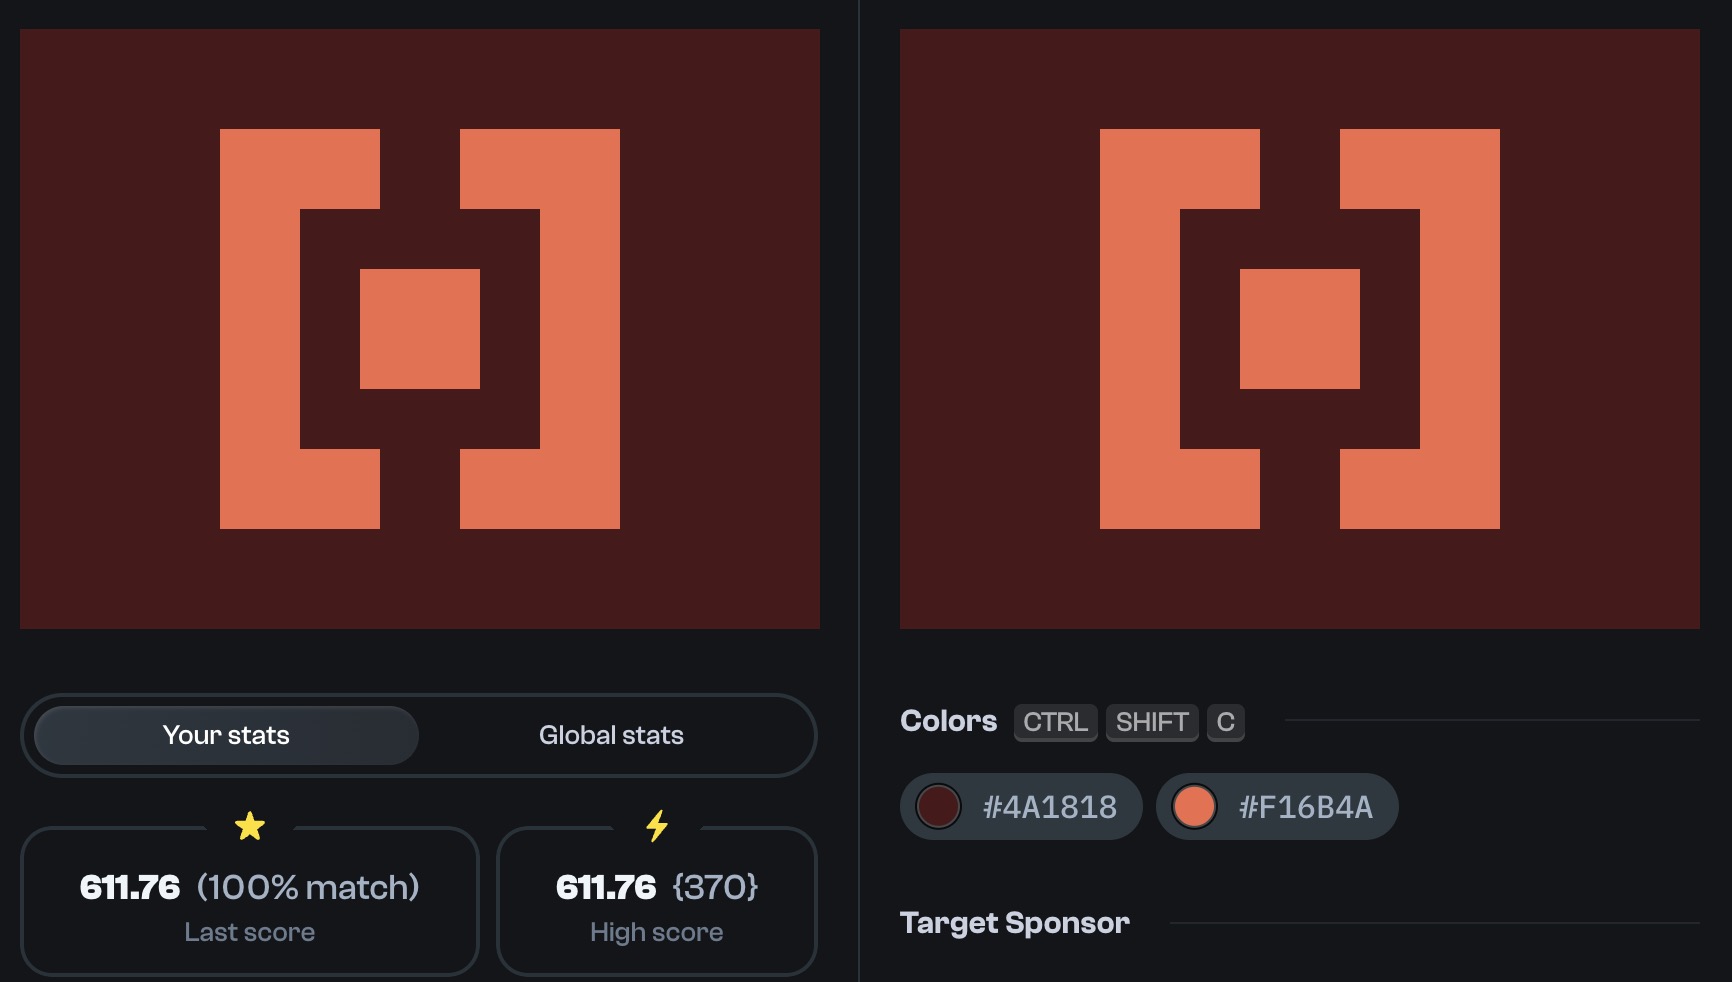 Your stats
Global stats
611.76 (100% match)
Last score
611.76 {370}
High score
Colors CTRL SHIFT C
#4A1818
#F16B4A
Target Sponsor